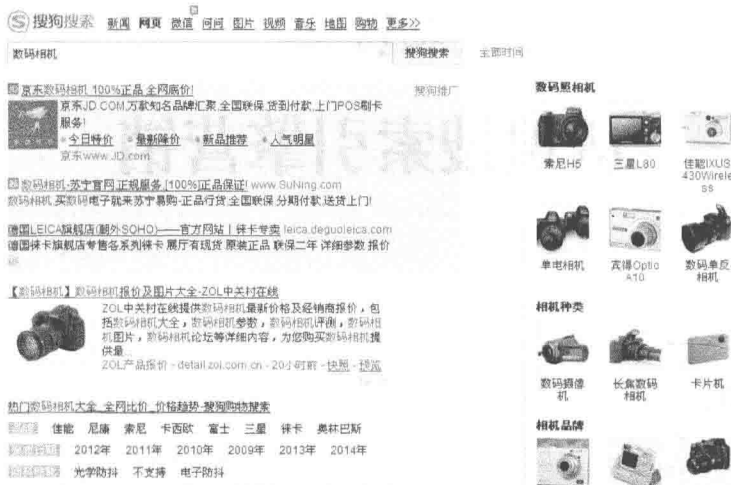 搜狗搜索 新闻 网页 微信 问问 图片 视频 音乐 地图 购物 更多>>
数码相机 搜狗搜索 全部时间
京东数码相机 100%正品 全网底价! 搜狗推广
京东JD.COM,万款知名品牌汇聚,全国联保,货到付款,上门POS刷卡
服务!
今日特价 最新降价 新品推荐 人气明星
京东www.JD.com
数码相机-苏宁官网,正规服务,[100%]正品保证! www.SuNing.com
数码相机,买数码电子就来苏宁易购-正品行货,全国联保,分期付款,送货上门!
德国LEICA旗舰店(朝外SOHO)——官方网站丨徕卡专卖 leica.deguoleica.com
德国徕卡旗舰店专售各系列徕卡,展厅有现货,原装正品,联保二年,详细参数,报价
【数码相机】数码相机报价及图片大全-ZOL中关村在线
ZOL中关村在线提供数码相机最新价格及经销商报价，包
括数码相机大全，数码相机参数，数码相机评测，数码相
机图片，数码相机论坛等详细内容，为您购买数码相机提
供最...
ZOL产品报价 - detail.zol.com.cn - 20小时前 - 快照 - 预览
热门数码相机大全_全网比价_价格趋势-搜狗购物搜索
佳能 尼康 索尼 卡西欧 富士 三星 徕卡 奥林巴斯
2012年 2011年 2010年 2009年 2013年 2014年
光学防抖 不支持 电子防抖
数码照相机
索尼H5 三星L80 佳能IXUS
430Wirele
ss
单电相机 宾得Optio
A10 数码单反
相机
相机种类
数码摄像
机 长焦数码
相机 卡片机
相机品牌